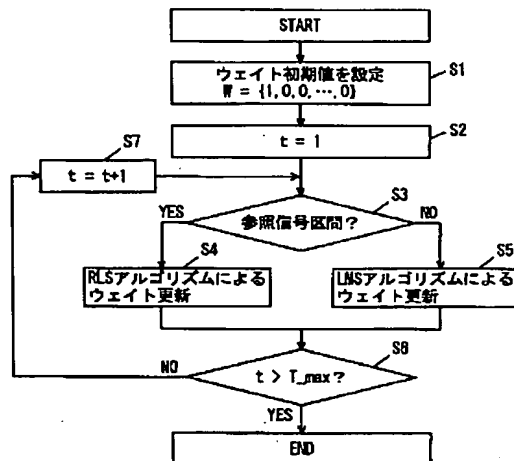 START
ウェイト初期値を設定
W = {1,0,0,…,0}
S1
t = 1
S2
S7
t = t+1
S3
YES
参照信号区間?
NO
S4
RLSアルゴリズムによる
ウェイト更新
S5
LMSアルゴリズムによる
ウェイト更新
S6
NO
t > T_max?
YES
END